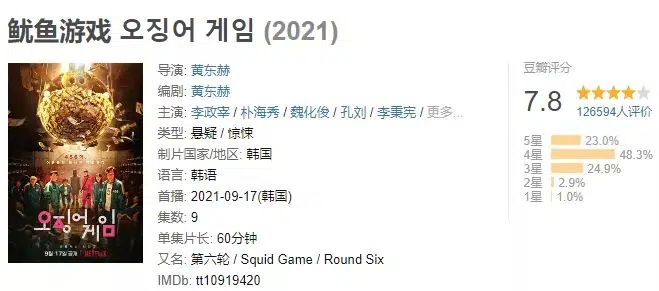 鱿鱼游戏 오징어 게임 (2021)
导演: 黄东赫
编剧: 黄东赫
主演: 李政宰 / 朴海秀 / 魏化俊 / 孔刘 / 李秉宪 / 更多...
类型: 悬疑 / 惊悚
制片国家/地区: 韩国
语言: 韩语
首播: 2021-09-17(韩国)
集数: 9
单集片长: 60分钟
又名: 第六轮 / Squid Game / Round Six
IMDb: tt10919420
豆瓣评分
7.8
126594人评价
5星 23.0%
4星 48.3%
3星 24.9%
2星 2.9%
1星 1.0%
456억
오징어 게임
9월 17일 공개
NETFLIX